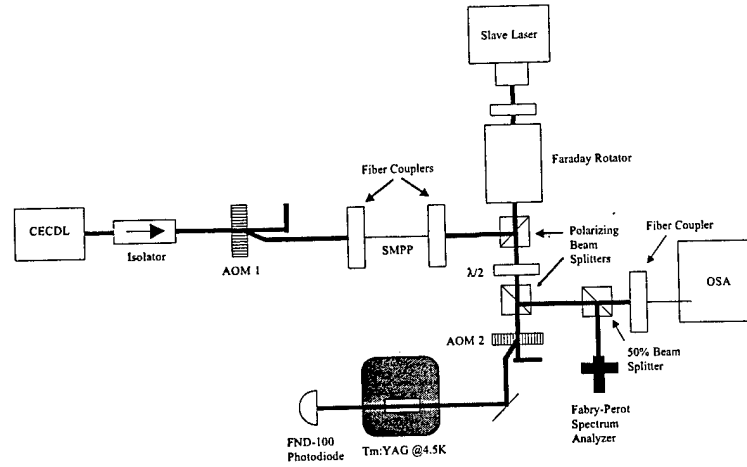 Slave Laser
Faraday Rotator
Fiber Couplers
CECDL
Isolator
AOM 1
SMPP
Polarizing
Beam
Splitters
λ/2
Fiber Coupler
OSA
AOM 2
50% Beam
Splitter
Fabry-Perot
Spectrum
Analyzer
FND-100
Photodiode
Tm:YAG @4.5K